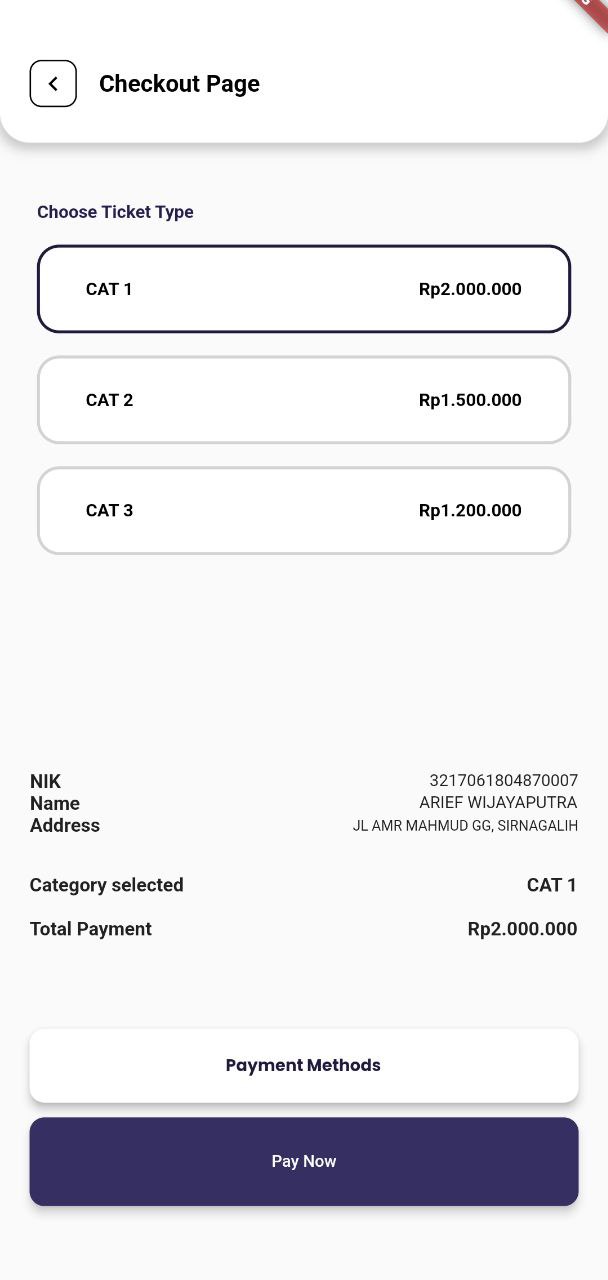 Checkout Page
Choose Ticket Type
CAT 1 Rp2.000.000
CAT 2 Rp1.500.000
CAT 3 Rp1.200.000
NIK 3217061804870007
Name ARIEF WIJAYAPUTRA
Address JL AMR MAHMUD GG, SIRNAGALIH
Category selected CAT 1
Total Payment Rp2.000.000
Payment Methods
Pay Now